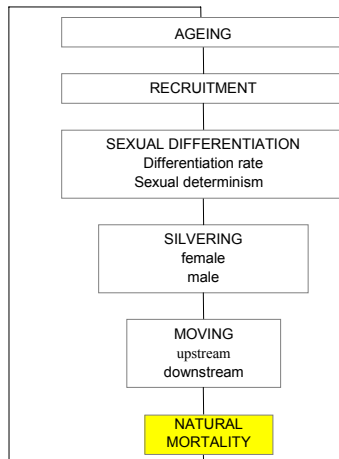 AGEING
RECRUITMENT
SEXUAL DIFFERENTIATION
Differentiation rate
Sexual determinism
SILVERING
female
male
MOVING
upstream
downstream
NATURAL
MORTALITY